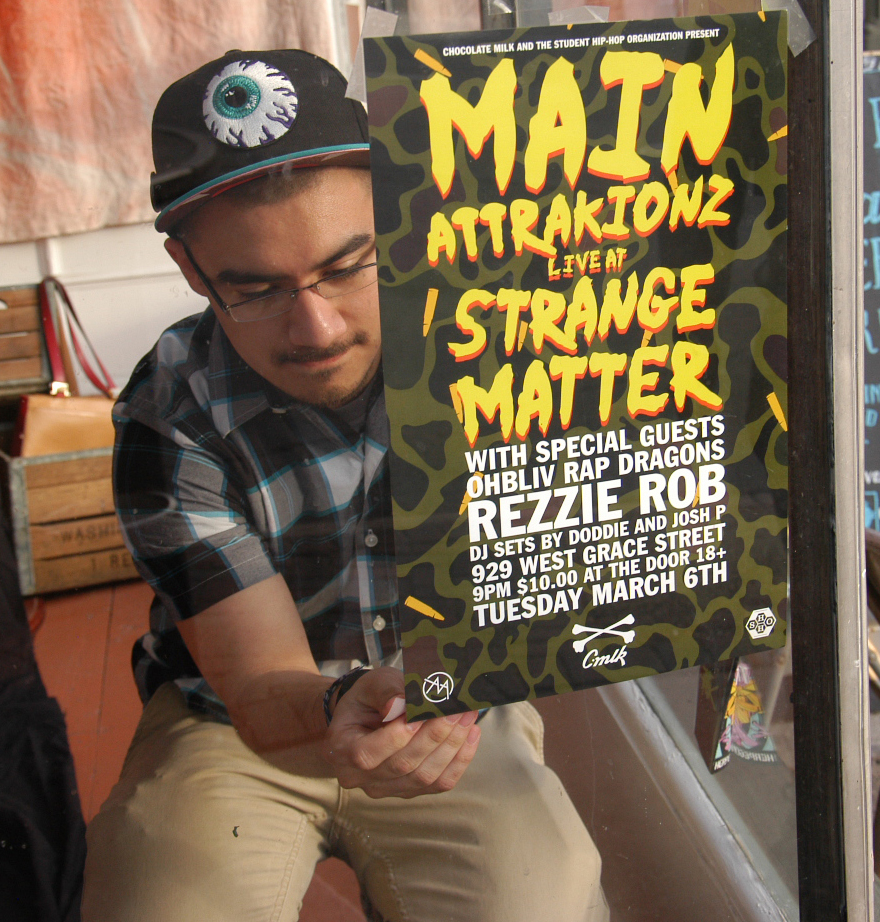 CHOCOLATE MILK AND THE STUDENT HIP-HOP ORGANIZATION PRESENT
MAIN
ATTRAKIONZ
LIVE AT
STRANGE
MATTER
WITH SPECIAL GUESTS
OHBLIV RAP DRAGONS
REZZIE ROB
DJ SETS BY DODDIE AND JOSH P
929 WEST GRACE STREET
9PM $10.00 AT THE DOOR 18+
TUESDAY MARCH 6TH
Cmlk
SHHO